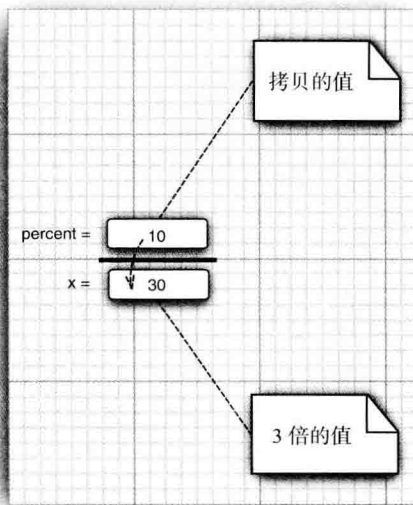 拷贝的值
percent = 10
x = 30
3 倍的值